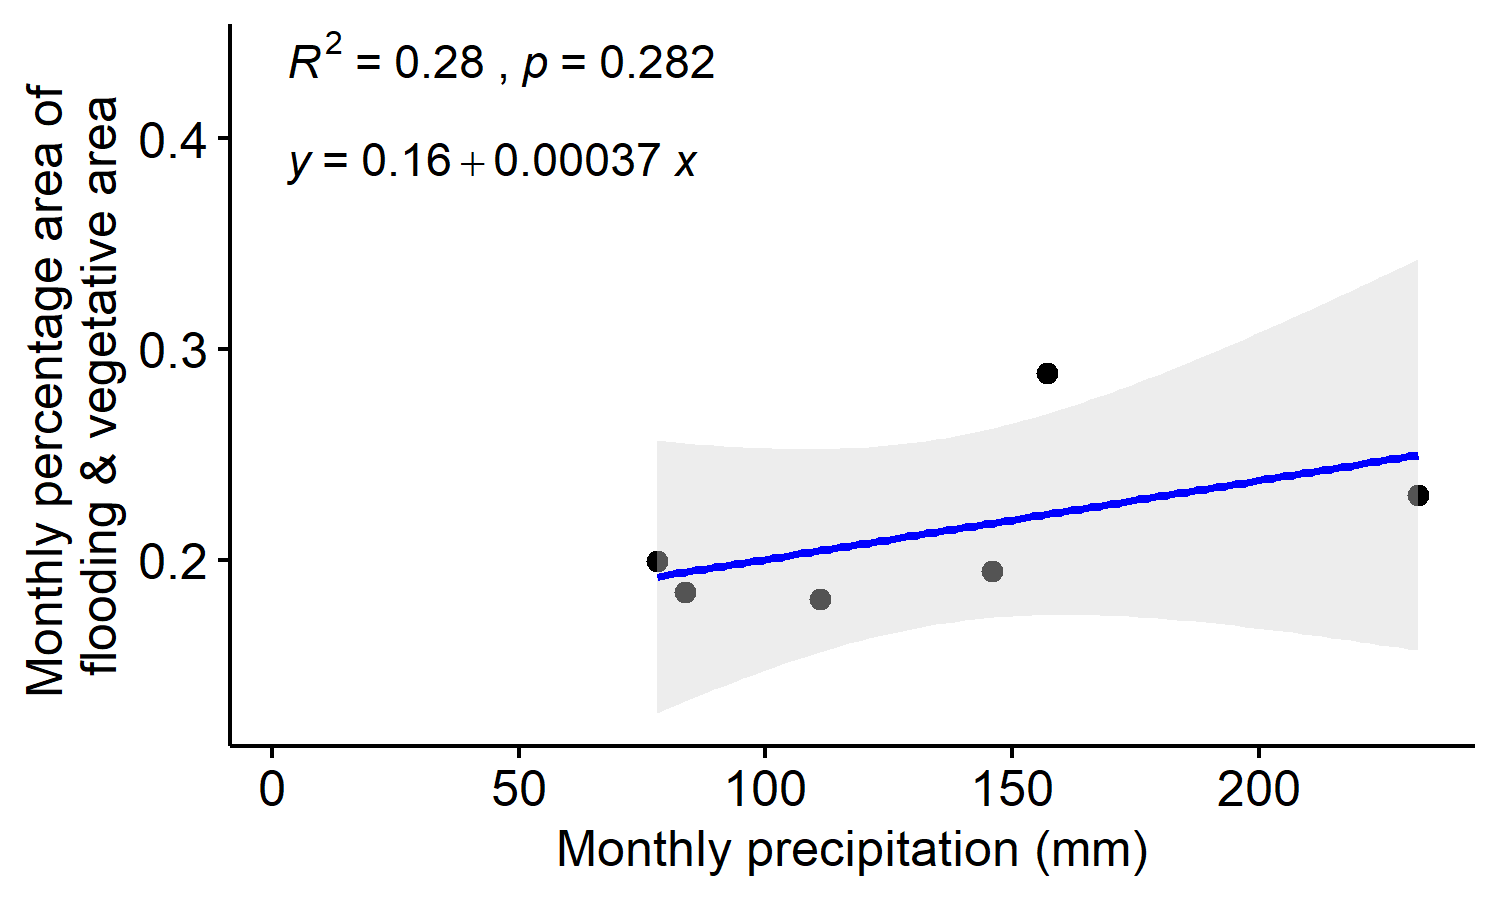 R² = 0.28 , p = 0.282
y = 0.16 + 0.00037 x
Monthly percentage area of
flooding & vegetative area
0.4
0.3
0.2
0 50 100 150 200
Monthly precipitation (mm)